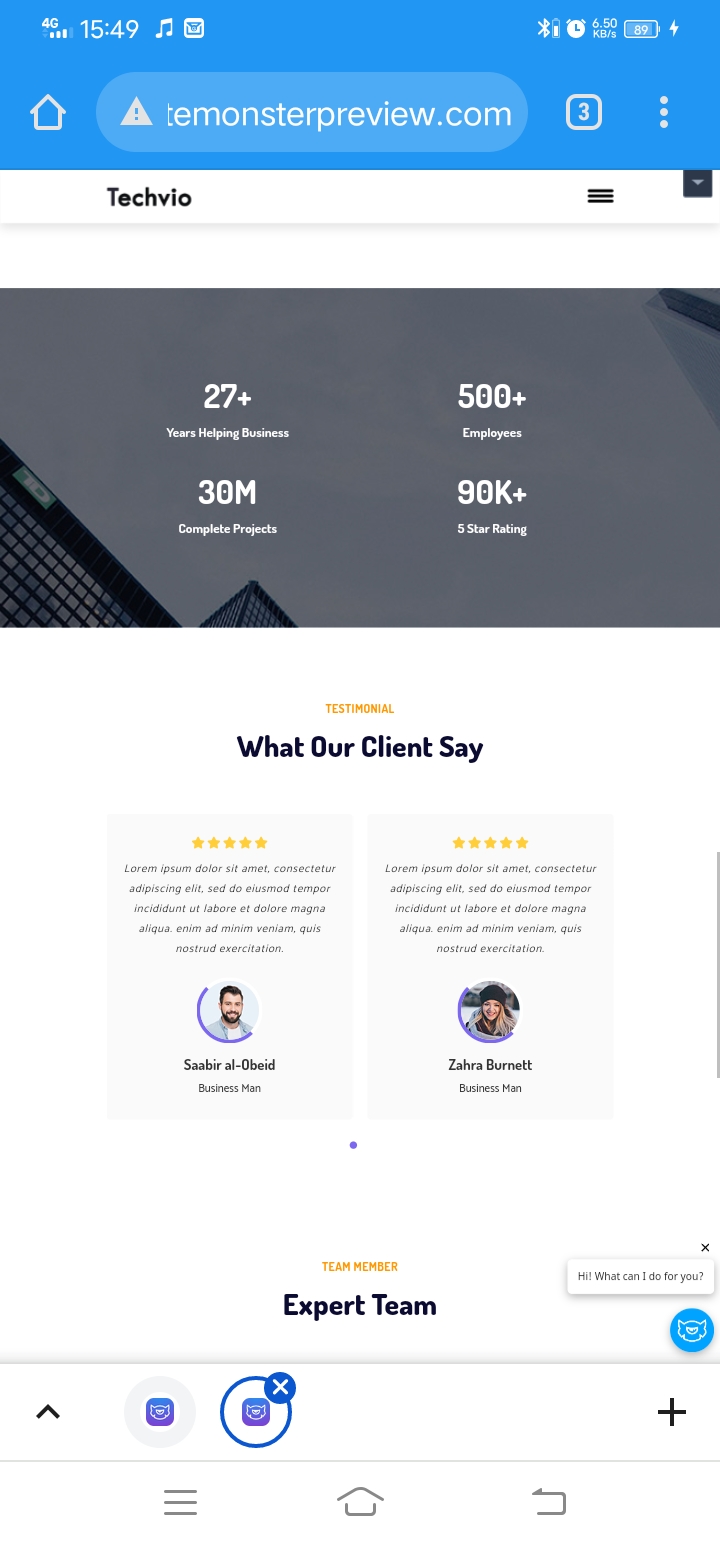 4G 15:49 6.50 KB/s 89
temonsterpreview.com 3
Techvio
27+ 500+
Years Helping Business Employees
30M 90K+
Complete Projects 5 Star Rating
TESTIMONIAL
What Our Client Say
Lorem ipsum dolor sit amet, consectetur
adipiscing elit, sed do eiusmod tempor
incididunt ut labore et dolore magna
aliqua. enim ad minim veniam, quis
nostrud exercitation.
Saabir al-Obeid
Business Man
Lorem ipsum dolor sit amet, consectetur
adipiscing elit, sed do eiusmod tempor
incididunt ut labore et dolore magna
aliqua. enim ad minim veniam, quis
nostrud exercitation.
Zahra Burnett
Business Man
TEAM MEMBER
Expert Team
Hi! What can I do for you?